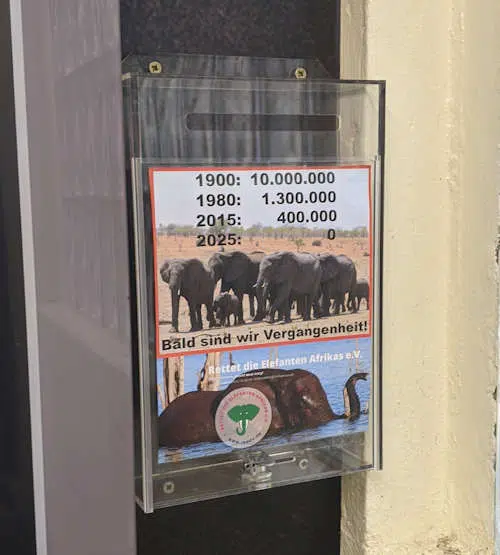 1900: 10.000.000
1980: 1.300.000
2015: 400.000
2025: 0
Bald sind wir Vergangenheit!
Rettet die Elefanten Afrikas e.V.